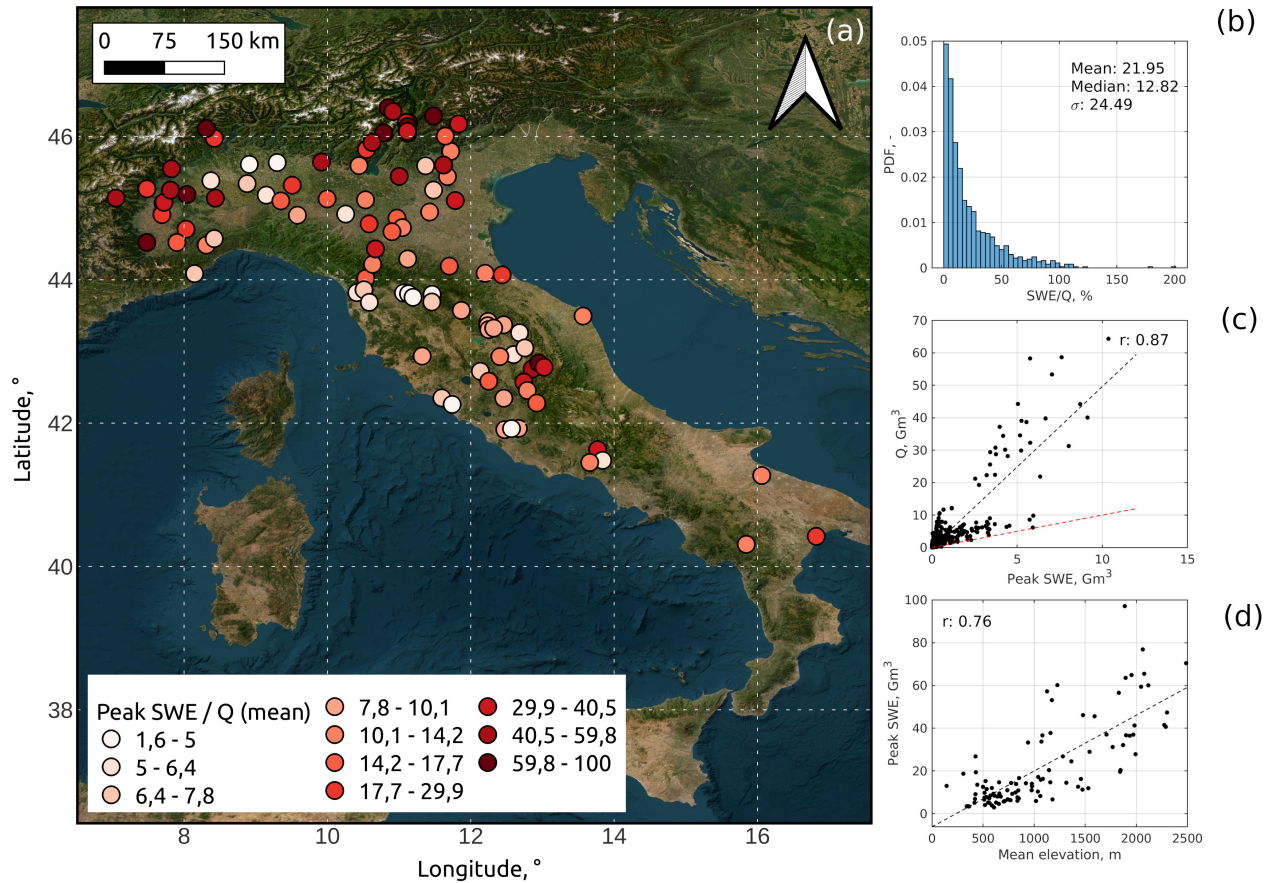 (a)
0 75 150 km
46
44
42
40
38
8 10 12 14 16
Latitude, °
Longitude, °
Peak SWE / Q (mean)
1,6 - 5
5 - 6,4
6,4 - 7,8
7,8 - 10,1
10,1 - 14,2
14,2 - 17,7
17,7 - 29,9
29,9 - 40,5
40,5 - 59,8
59,8 - 100
(b)
Mean: 21.95
Median: 12.82
σ: 24.49
PDF, -
0.05
0.04
0.03
0.02
0.01
0
0 50 100 150 200
SWE/Q, %
(c)
r: 0.87
Q, Gm³
70
60
50
40
30
20
10
0
0 5 10 15
Peak SWE, Gm³
(d)
r: 0.76
Peak SWE, Gm³
100
80
60
40
20
0
0 500 1000 1500 2000 2500
Mean elevation, m